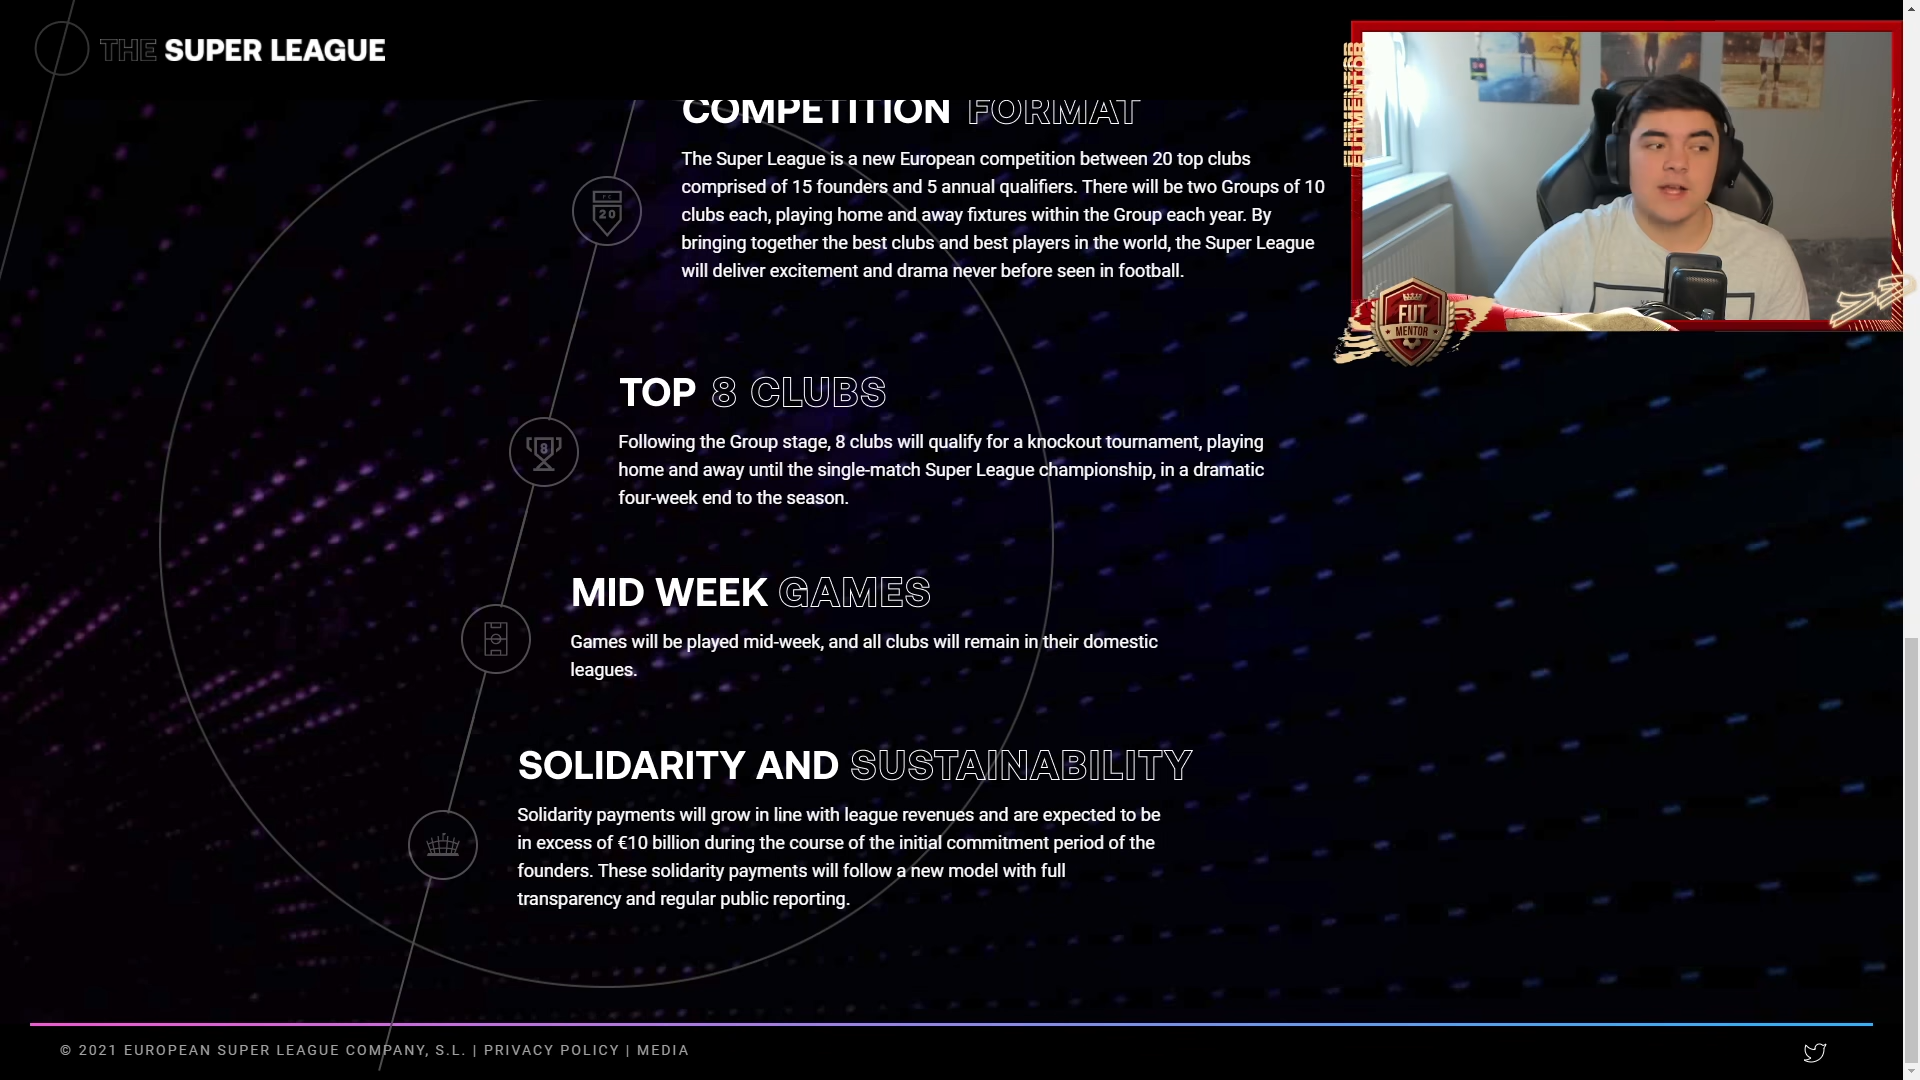 THE SUPER LEAGUE
COMPETITION FORMAT
The Super League is a new European competition between 20 top clubs
comprised of 15 founders and 5 annual qualifiers. There will be two Groups of 10
clubs each, playing home and away fixtures within the Group each year. By
bringing together the best clubs and best players in the world, the Super League
will deliver excitement and drama never before seen in football.
FC
20
TOP 8 CLUBS
Following the Group stage, 8 clubs will qualify for a knockout tournament, playing
home and away until the single-match Super League championship, in a dramatic
four-week end to the season.
8
MID WEEK GAMES
Games will be played mid-week, and all clubs will remain in their domestic
leagues.
SOLIDARITY AND SUSTAINABILITY
Solidarity payments will grow in line with league revenues and are expected to be
in excess of €10 billion during the course of the initial commitment period of the
founders. These solidarity payments will follow a new model with full
transparency and regular public reporting.
© 2021 EUROPEAN SUPER LEAGUE COMPANY, S.L. | PRIVACY POLICY | MEDIA
FUT
MENTOR